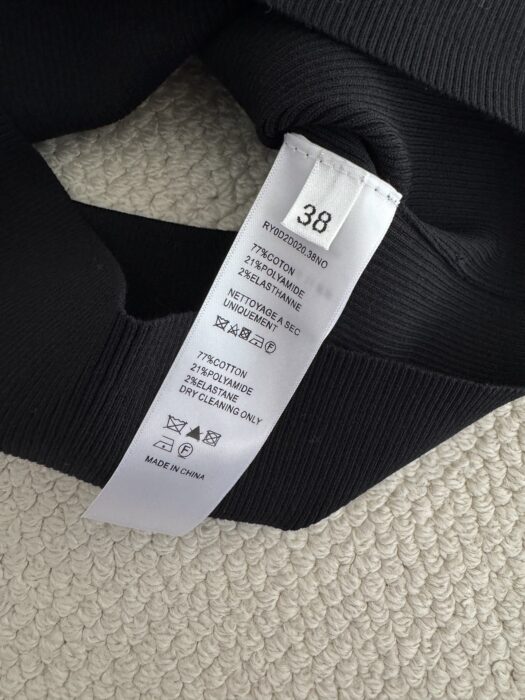 38
RY0D2D020.38NO
77%COTON
21%POLYAMIDE
2%ELASTHANNE
NETTOYAGE A SEC
UNIQUEMENT
77%COTTON
21%POLYAMIDE
2%ELASTANE
DRY CLEANING ONLY
MADE IN CHINA